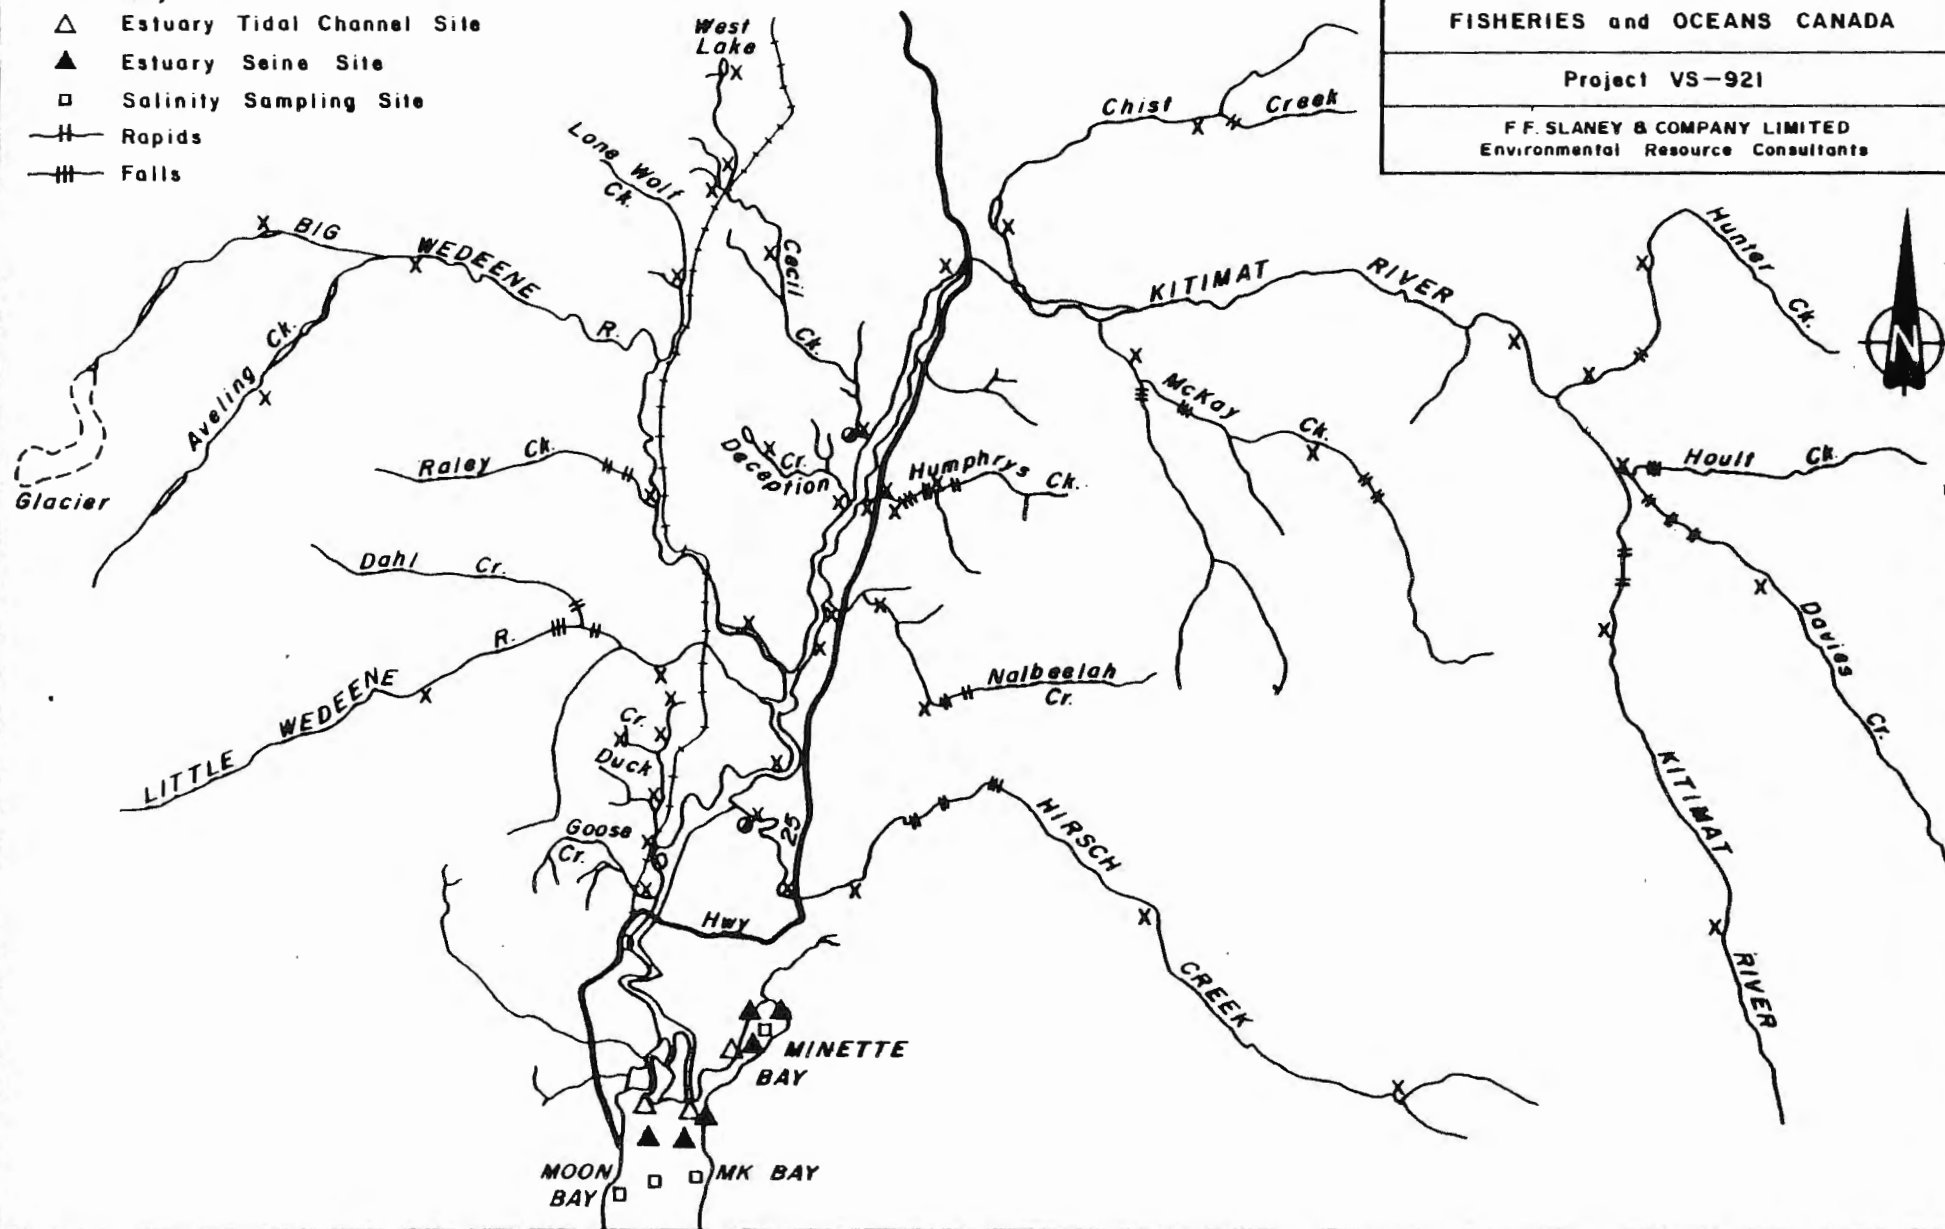 Estuary Tidal Channel Site
Estuary Seine Site
Salinity Sampling Site
Rapids
Falls
FISHERIES and OCEANS CANADA
Project VS-921
F F. SLANEY & COMPANY LIMITED
Environmental Resource Consultants
West
Lake
Lone Wolf
Ck.
Chist Creek
BIG WEDEENE R.
Cecil Ck.
KITIMAT RIVER
Hunter Ck.
N
Aveling Ck.
McKay Ck.
Glacier
Raley Ck.
Deception
Cr.
Humphrys Ck.
Hoult Ck.
Dahl Cr.
Davies Cr.
LITTLE WEDEENE R.
Nalbeelah
Cr.
Cr.
Duck
KITIMAT RIVER
Goose
Cr.
25
HIRSCH CREEK
Hwy
MINETTE
BAY
MOON
BAY
MK BAY